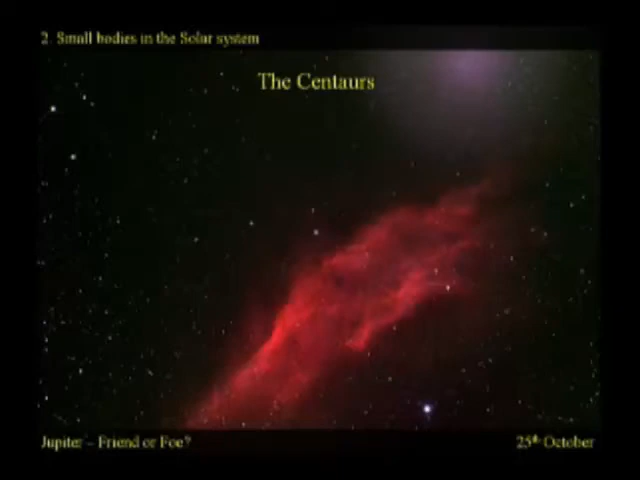 2. Small bodies in the Solar system
The Centaurs
Jupiter – Friend or Foe?
25th October